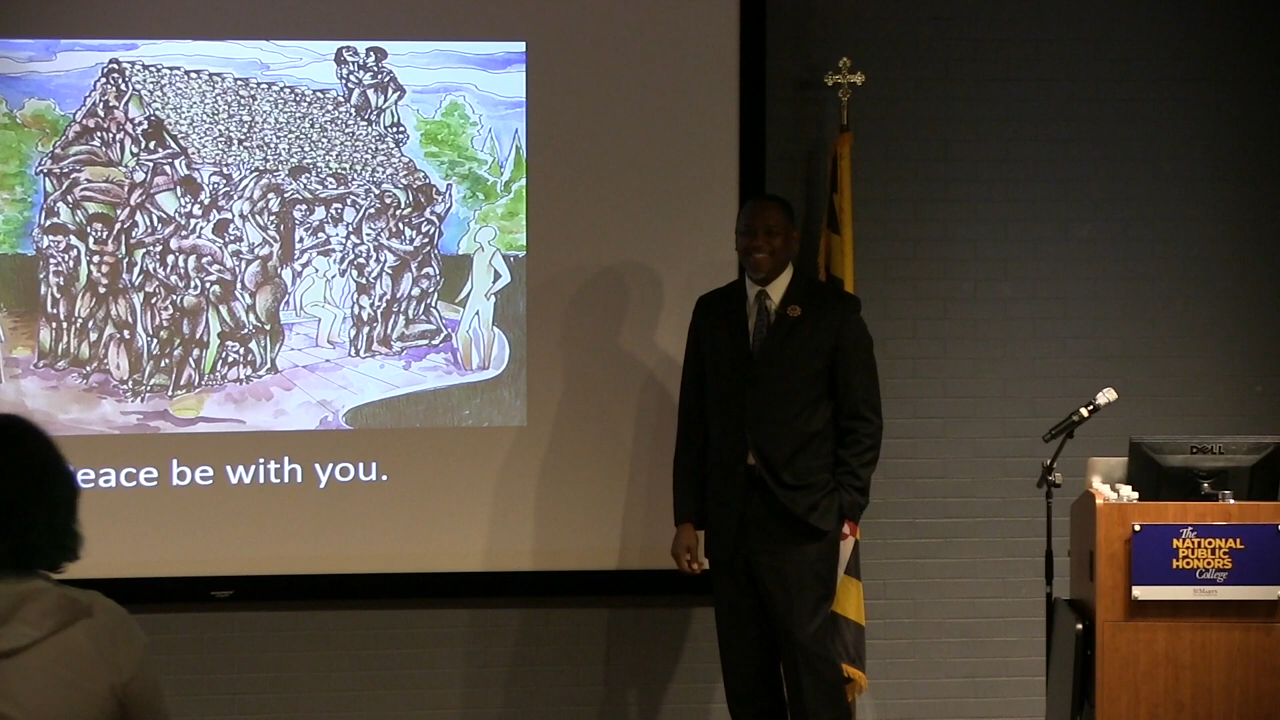 eace be with you.
DELL
The
NATIONAL
PUBLIC
HONORS
College